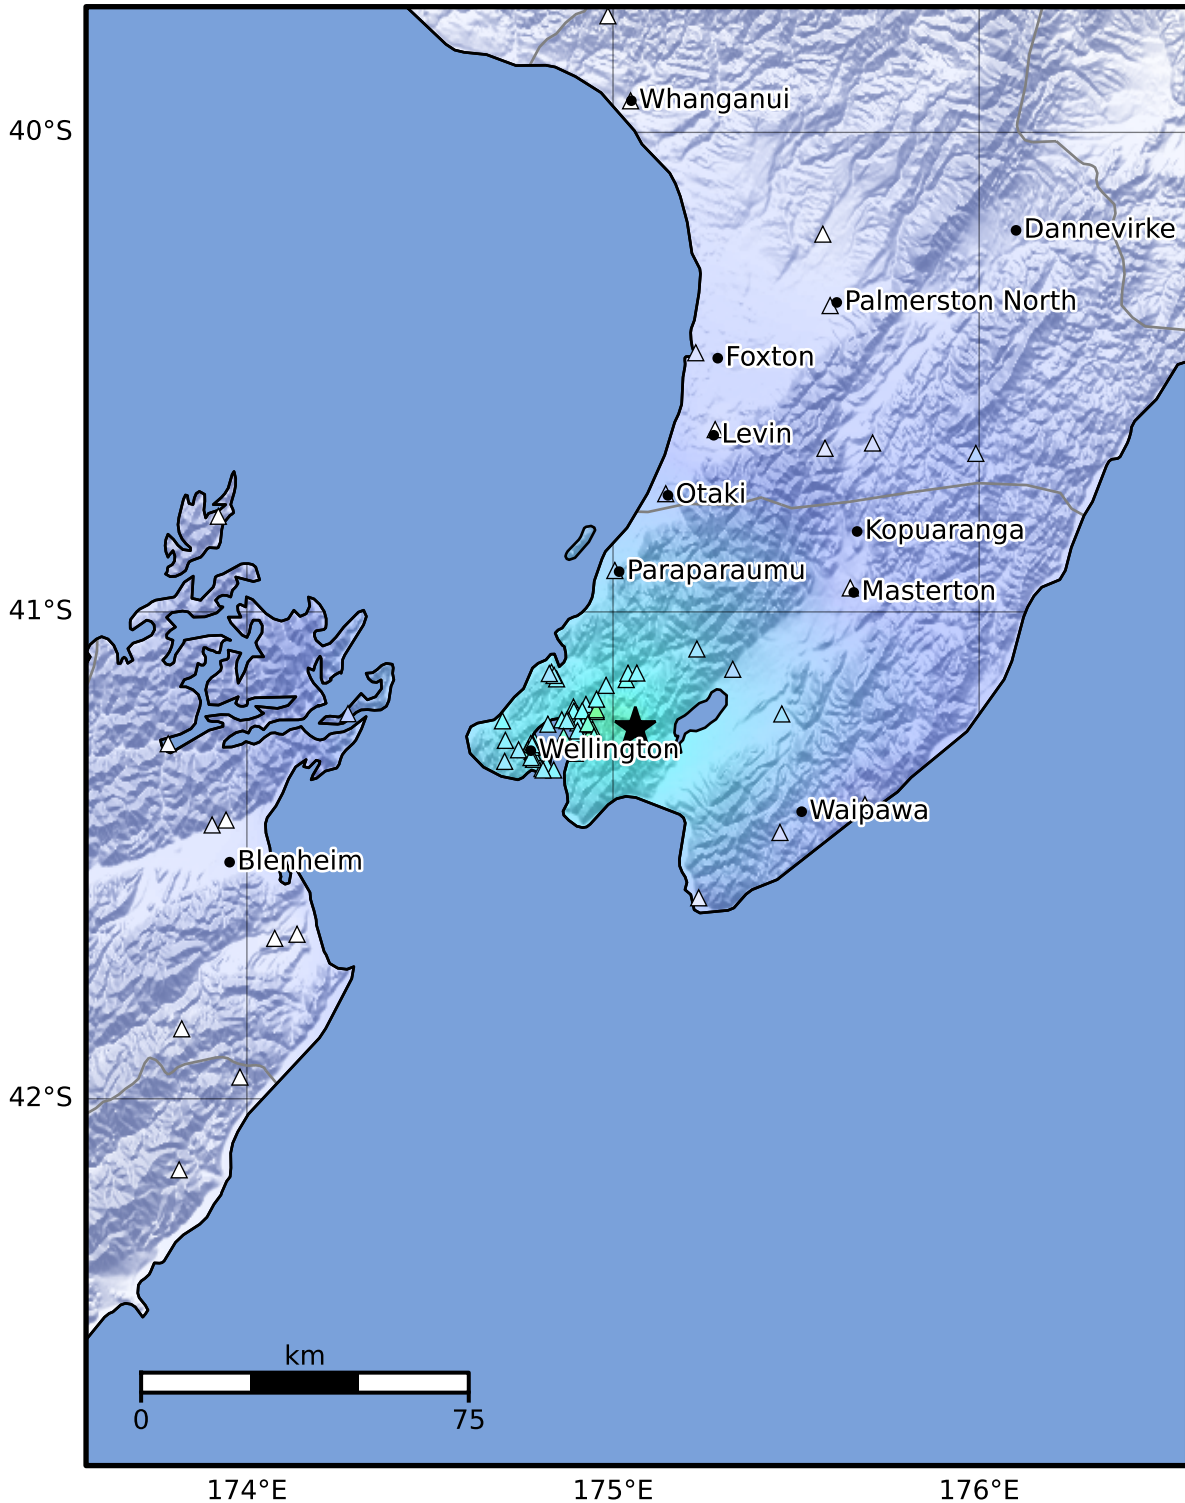 Whanganui
40°S
Dannevirke
Palmerston North
Foxton
Levin
Otaki
Kopuaranga
Paraparaumu
Masterton
41°S
Wellington
Waipawa
Blenheim
42°S
km
0 75
174°E 175°E 176°E